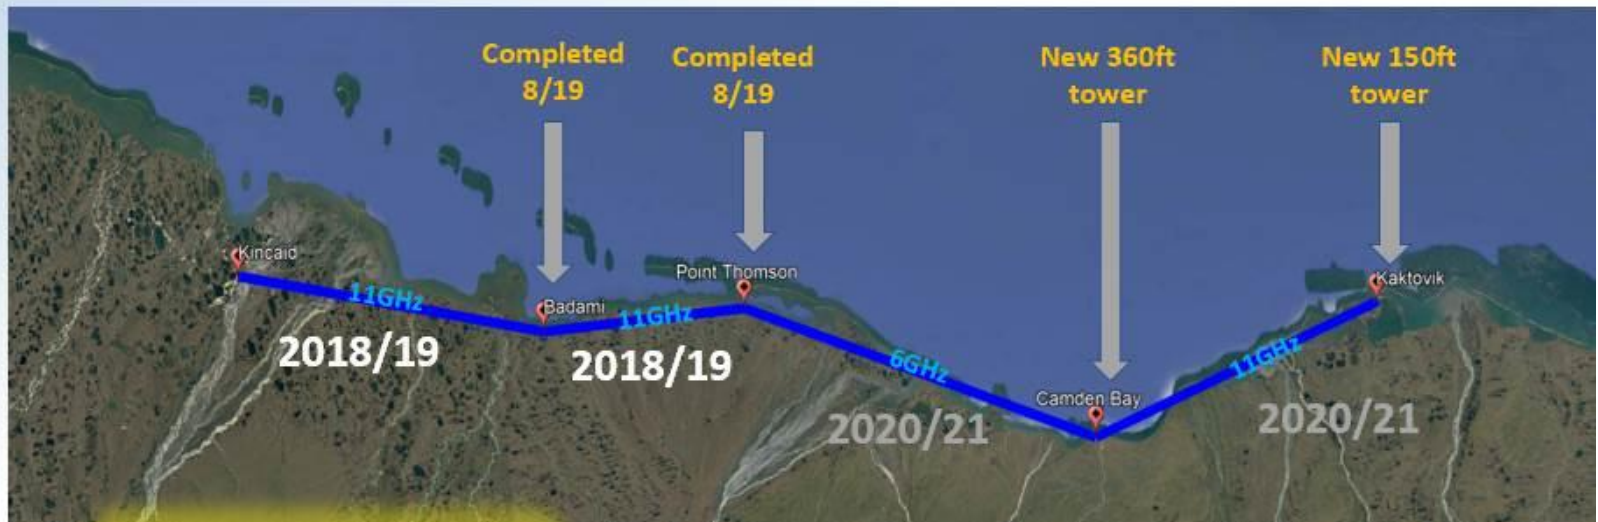 Completed
8/19
Completed
8/19
New 360ft
tower
New 150ft
tower
Kincaid
11GHz
2018/19
Badami
11GHz
2018/19
Point Thomson
6GHz
2020/21
Camden Bay
11GHz
2020/21
Kaktovik